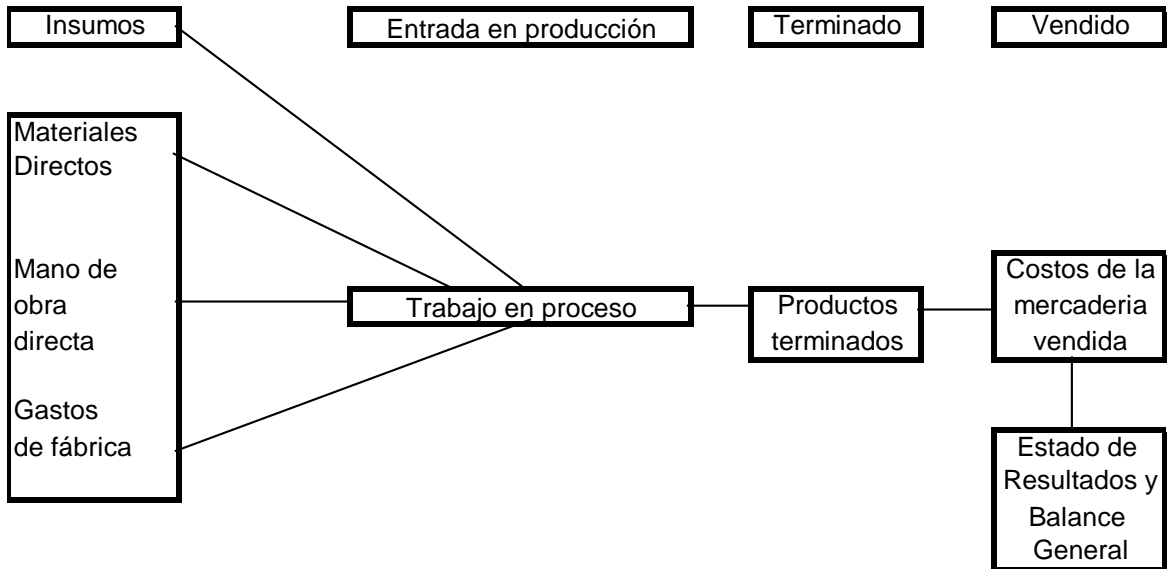 Insumos
Entrada en producción
Terminado
Vendido
Materiales
Directos
Mano de
obra
directa
Gastos
de fábrica
Trabajo en proceso
Productos
terminados
Costos de la
mercaderia
vendida
Estado de
Resultados y
Balance
General